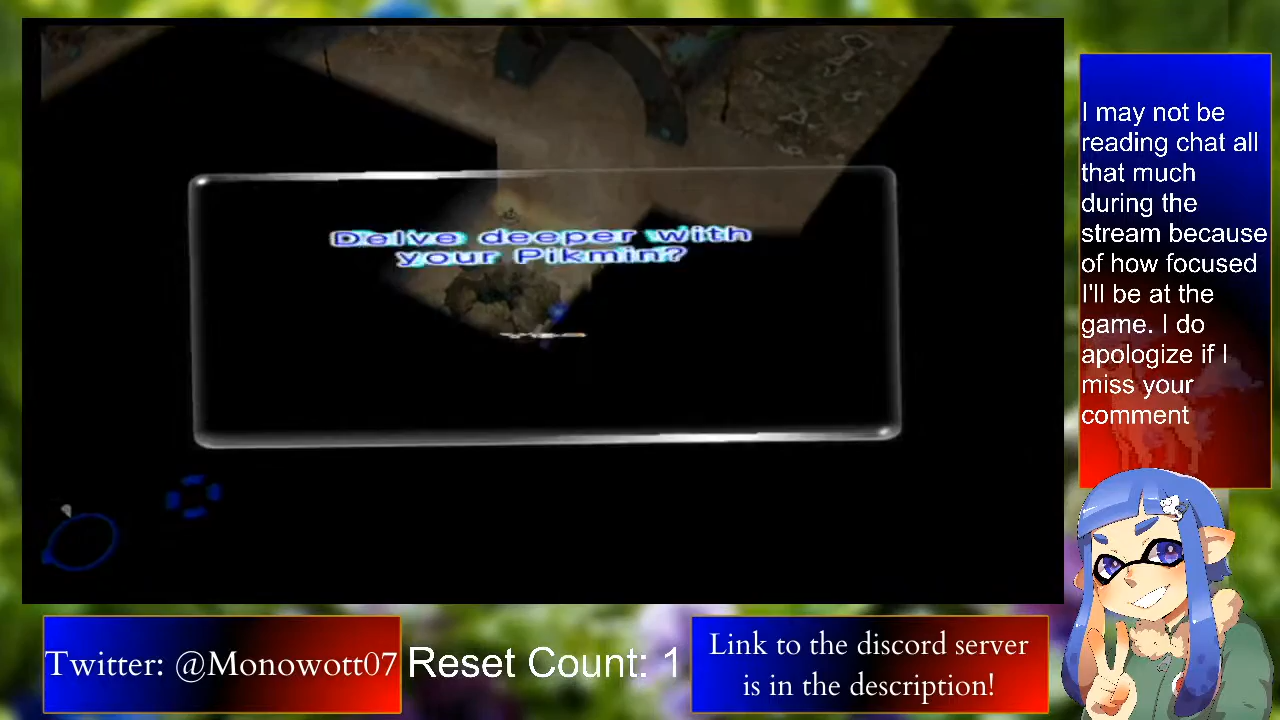 Delve deeper with
your Pikmin?
I may not be
reading chat all
that much
during the
stream because
of how focused
I'll be at the
game. I do
apologize if I
miss your
comment
Twitter: @Monowott07
Reset Count: 1
Link to the discord server
is in the description!